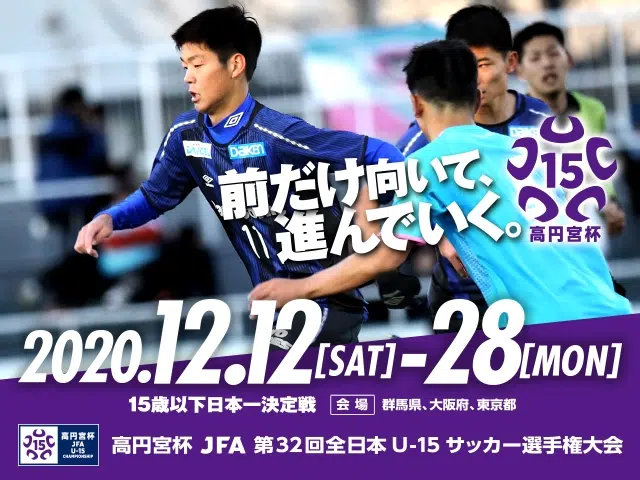 DAIKEN
11
前だけ向いて、
進んでいく。
15
高円宮杯
2020.12.12[SAT]-28[MON]
15歳以下日本一決定戦 会場 群馬県、大阪府、東京都
15
高円宮杯
JFA
U-15
CHAMPIONSHIP
高円宮杯 JFA 第32回全日本 U-15 サッカー選手権大会